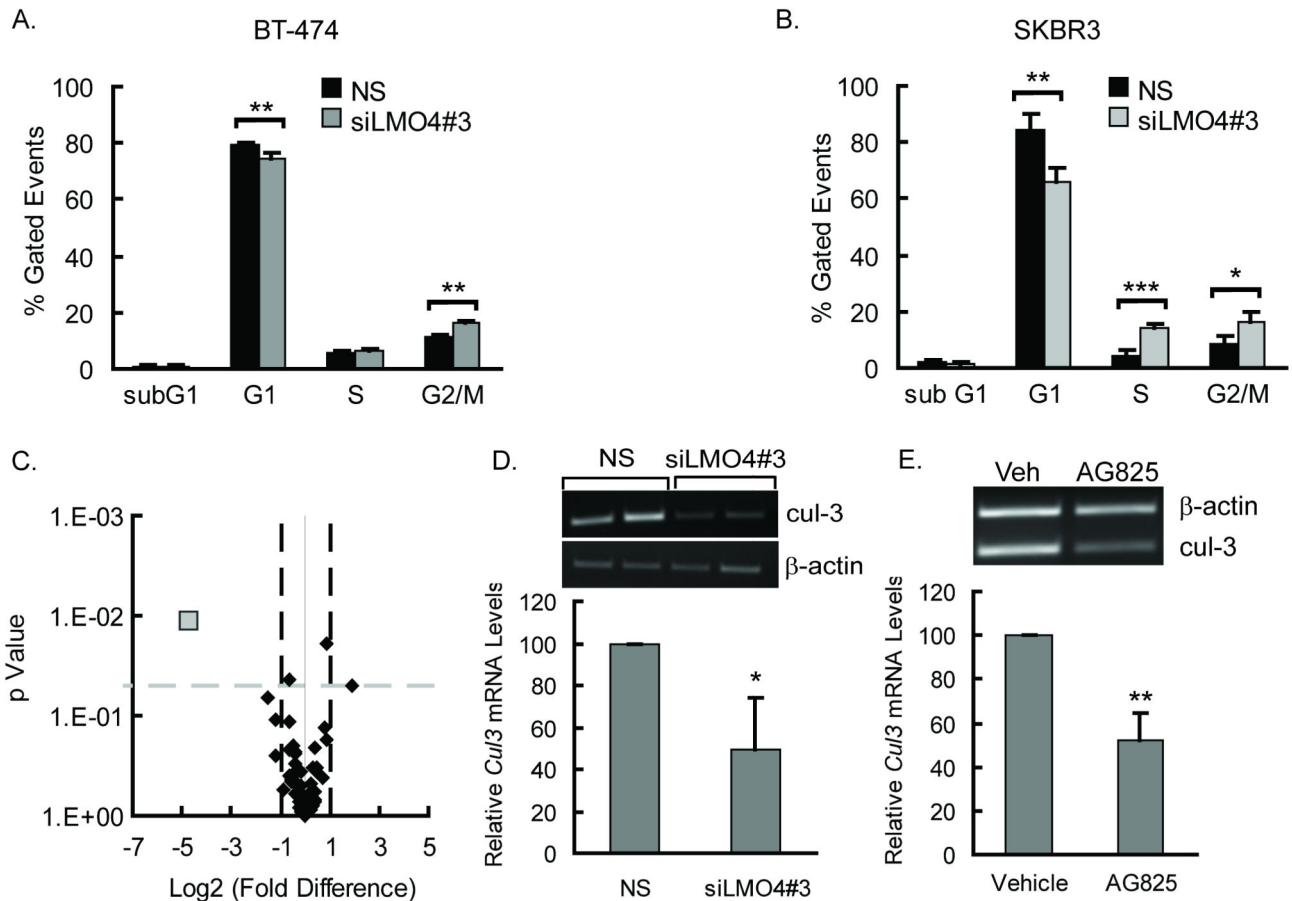 A.
BT-474
NS
siLMO4#3
**
**
% Gated Events
100
80
60
40
20
0
subG1 G1 S G2/M
B.
SKBR3
NS
siLMO4#3
**
***
*
% Gated Events
100
80
60
40
20
0
sub G1 G1 S G2/M
C.
p Value
1.E-03
1.E-02
1.E-01
1.E+00
-7 -5 -3 -1 1 3 5
Log2 (Fold Difference)
D.
NS siLMO4#3
cul-3
β-actin
Relative Cul3 mRNA Levels
120
100
80
60
40
20
0
*
NS siLMO4#3
E.
Veh AG825
β-actin
cul-3
Relative Cul3 mRNA Levels
120
100
80
60
40
20
0
**
Vehicle AG825